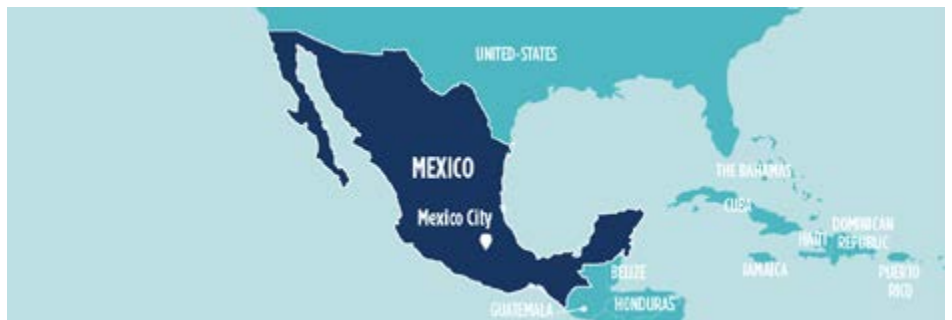 UNITED-STATES
MEXICO
THE BAHAMAS
Mexico City
CUBA
DOMINICAN
REPUBLIC
HAITI
JAMAICA
BELIZE
PUERTO
RICO
GUATEMALA
HONDURAS